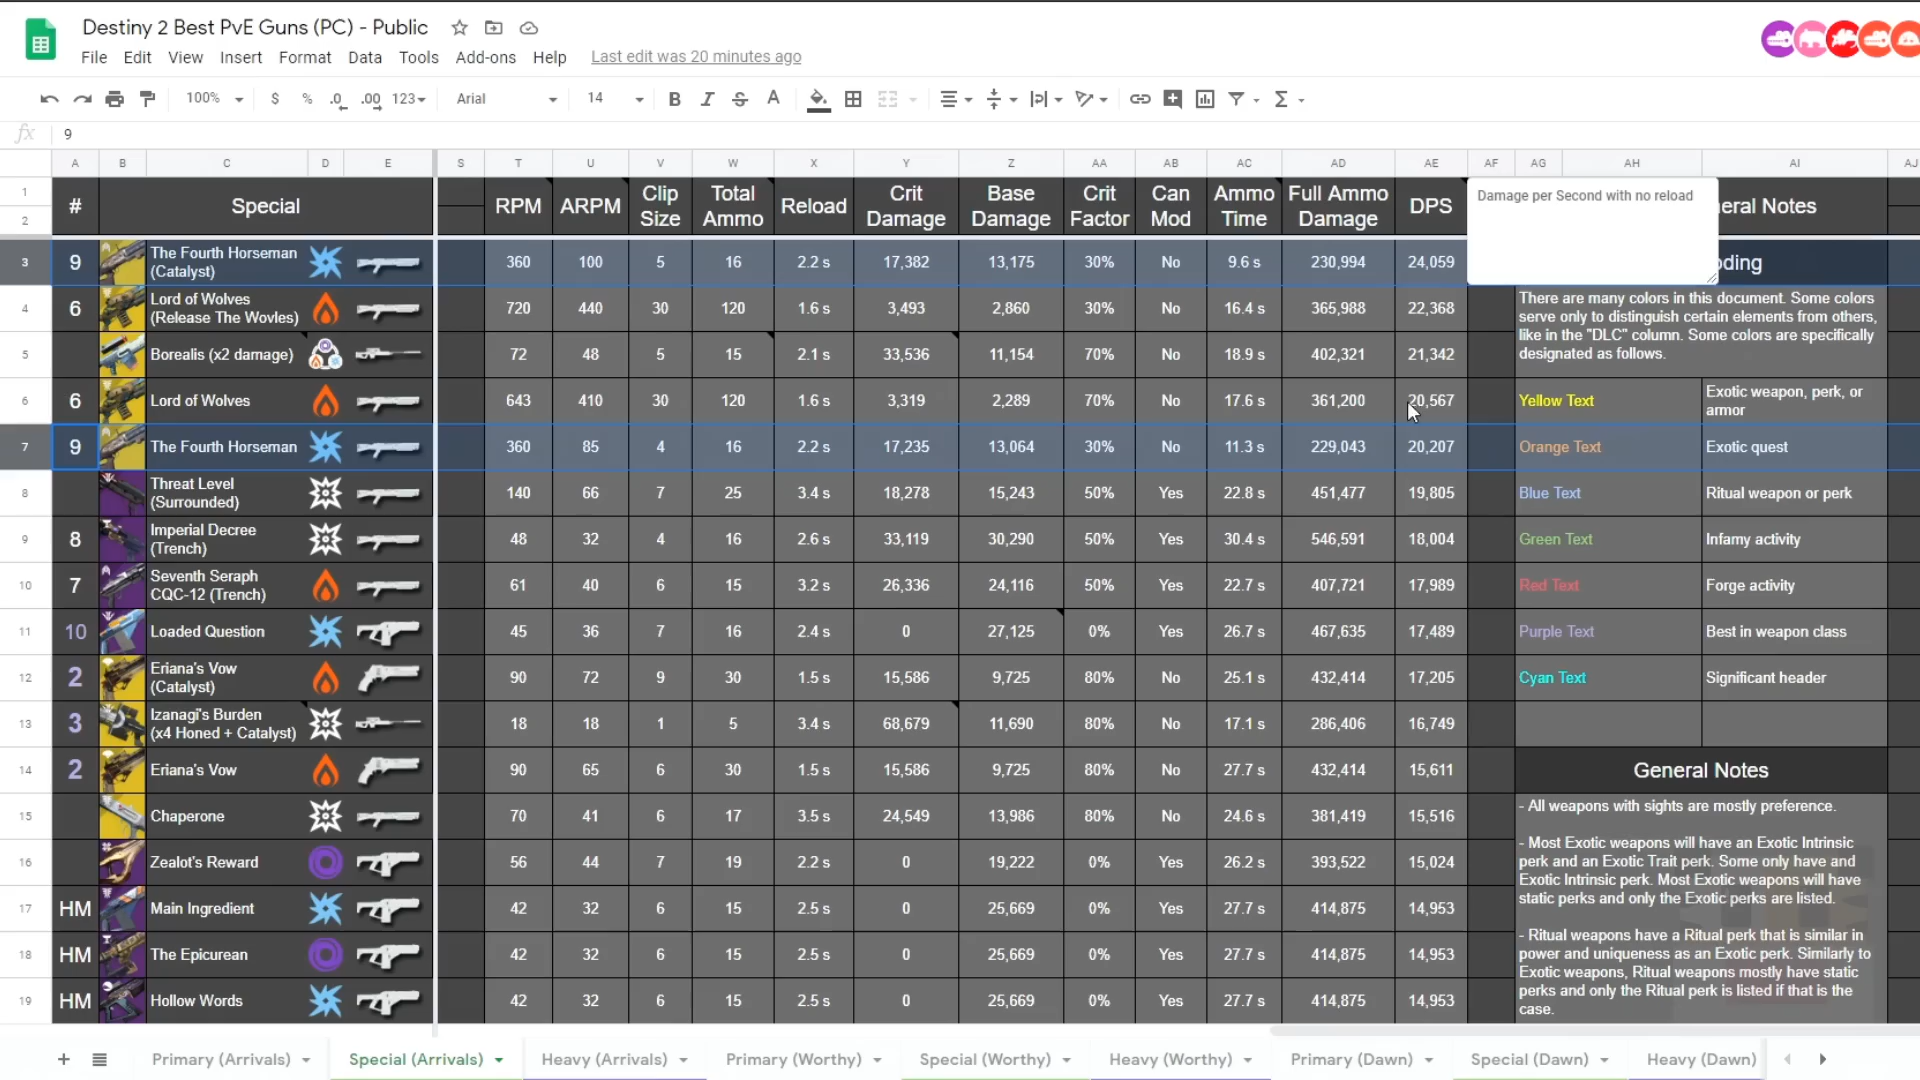 Destiny 2 Best PvE Guns (PC) - Public
File Edit View Insert Format Data Tools Add-ons Help Last edit was 20 minutes ago
100% $ % .0 .00 123 Arial 14 B I S A Σ
fx 9
A B C D E S T U V W X Y Z AA AB AC AD AE AF AG AH AI AJ
1 2 # Special RPM ARPM Clip Size Total Ammo Reload Crit Damage Base Damage Crit Factor Can Mod Ammo Time Full Ammo Damage DPS Damage per Second with no reload eral Notes
3 9 The Fourth Horseman (Catalyst) 360 100 5 16 2.2 s 17,382 13,175 30% No 9.6 s 230,994 24,059 oding
4 6 Lord of Wolves (Release The Wovles) 720 440 30 120 1.6 s 3,493 2,860 30% No 16.4 s 365,988 22,368
5 Borealis (x2 damage) 72 48 5 15 2.1 s 33,536 11,154 70% No 18.9 s 402,321 21,342
There are many colors in this document. Some colors
serve only to distinguish certain elements from others,
like in the "DLC" column. Some colors are specifically
designated as follows.
6 6 Lord of Wolves 643 410 30 120 1.6 s 3,319 2,289 70% No 17.6 s 361,200 20,567 Yellow Text Exotic weapon, perk, or armor
7 9 The Fourth Horseman 360 85 4 16 2.2 s 17,235 13,064 30% No 11.3 s 229,043 20,207 Orange Text Exotic quest
8 Threat Level (Surrounded) 140 66 7 25 3.4 s 18,278 15,243 50% Yes 22.8 s 451,477 19,805 Blue Text Ritual weapon or perk
9 8 Imperial Decree (Trench) 48 32 4 16 2.6 s 33,119 30,290 50% Yes 30.4 s 546,591 18,004 Green Text Infamy activity
10 7 Seventh Seraph CQC-12 (Trench) 61 40 6 15 3.2 s 26,336 24,116 50% Yes 22.7 s 407,721 17,989 Red Text Forge activity
11 10 Loaded Question 45 36 7 16 2.4 s 0 27,125 0% Yes 26.7 s 467,635 17,489 Purple Text Best in weapon class
12 2 Eriana's Vow (Catalyst) 90 72 9 30 1.5 s 15,586 9,725 80% No 25.1 s 432,414 17,205 Cyan Text Significant header
13 3 Izanagi's Burden (x4 Honed + Catalyst) 18 18 1 5 3.4 s 68,679 11,690 80% No 17.1 s 286,406 16,749
14 2 Eriana's Vow 90 65 6 30 1.5 s 15,586 9,725 80% No 27.7 s 432,414 15,611 General Notes
15 Chaperone 70 41 6 17 3.5 s 24,549 13,986 80% No 24.6 s 381,419 15,516
16 Zealot's Reward 56 44 7 19 2.2 s 0 19,222 0% Yes 26.2 s 393,522 15,024
17 HM Main Ingredient 42 32 6 15 2.5 s 0 25,669 0% Yes 27.7 s 414,875 14,953
18 HM The Epicurean 42 32 6 15 2.5 s 0 25,669 0% Yes 27.7 s 414,875 14,953
19 HM Hollow Words 42 32 6 15 2.5 s 0 25,669 0% Yes 27.7 s 414,875 14,953
- All weapons with sights are mostly preference.
- Most Exotic weapons will have an Exotic Intrinsic
perk and an Exotic Trait perk. Some only have and
Exotic Intrinsic perk. Most Exotic weapons will have
static perks and only the Exotic perks are listed.
- Ritual weapons have a Ritual perk that is similar in
power and uniqueness as an Exotic perk. Similarly to
Exotic weapons, Ritual weapons mostly have static
perks and only the Ritual perk is listed if that is the
case.
Primary (Arrivals) Special (Arrivals) Heavy (Arrivals) Primary (Worthy) Special (Worthy) Heavy (Worthy) Primary (Dawn) Special (Dawn) Heavy (Dawn)